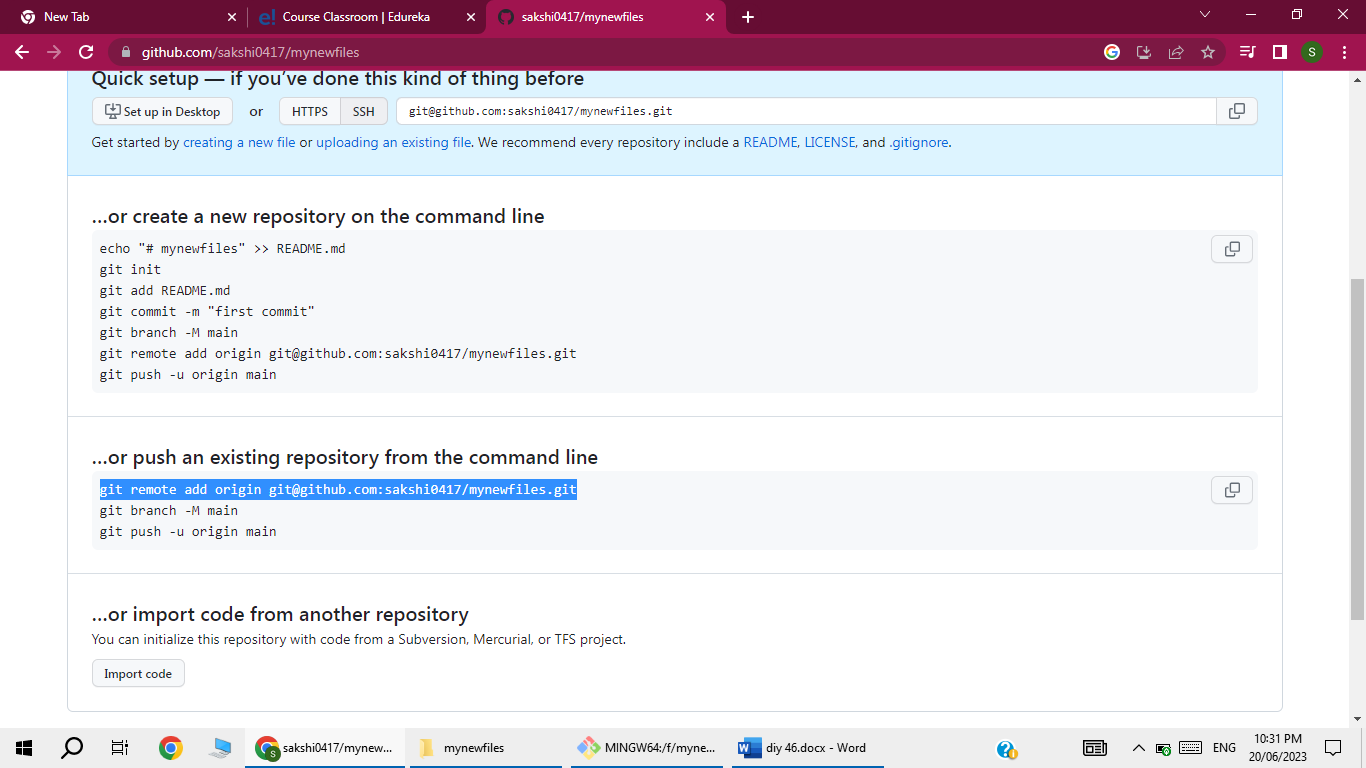 New Tab
Course Classroom | Edureka
sakshi0417/mynewfiles
github.com/sakshi0417/mynewfiles
S
Quick setup — if you've done this kind of thing before
Set up in Desktop or HTTPS SSH git@github.com:sakshi0417/mynewfiles.git
Get started by creating a new file or uploading an existing file. We recommend every repository include a README, LICENSE, and .gitignore.
...or create a new repository on the command line
echo "# mynewfiles" >> README.md
git init
git add README.md
git commit -m "first commit"
git branch -M main
git remote add origin git@github.com:sakshi0417/mynewfiles.git
git push -u origin main
...or push an existing repository from the command line
git remote add origin git@github.com:sakshi0417/mynewfiles.git
git branch -M main
git push -u origin main
...or import code from another repository
You can initialize this repository with code from a Subversion, Mercurial, or TFS project.
Import code
sakshi0417/mynew...
mynewfiles
MINGW64:/f/myne...
diy 46.docx - Word
ENG
10:31 PM
20/06/2023